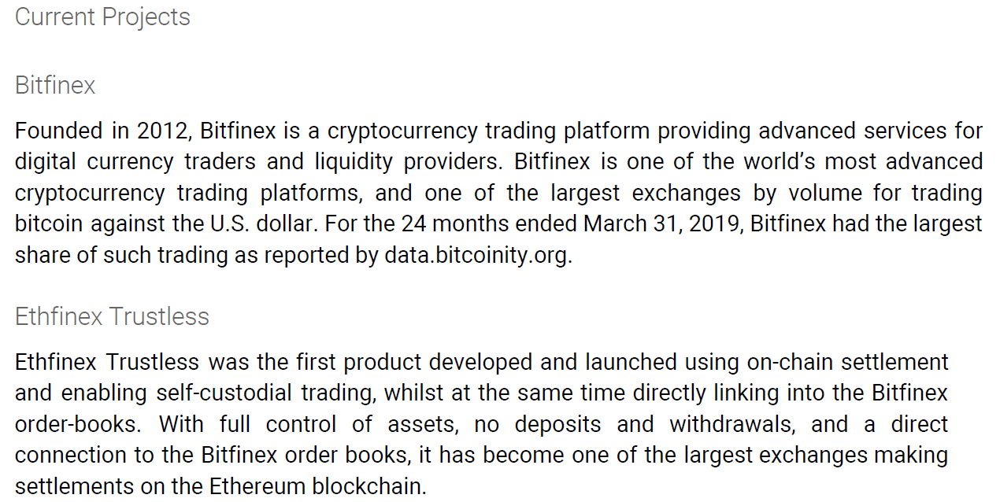 Current Projects
Bitfinex
Founded in 2012, Bitfinex is a cryptocurrency trading platform providing advanced services for
digital currency traders and liquidity providers. Bitfinex is one of the world’s most advanced
cryptocurrency trading platforms, and one of the largest exchanges by volume for trading
bitcoin against the U.S. dollar. For the 24 months ended March 31, 2019, Bitfinex had the largest
share of such trading as reported by data.bitcoinity.org.
Ethfinex Trustless
Ethfinex Trustless was the first product developed and launched using on-chain settlement
and enabling self-custodial trading, whilst at the same time directly linking into the Bitfinex
order-books. With full control of assets, no deposits and withdrawals, and a direct
connection to the Bitfinex order books, it has become one of the largest exchanges making
settlements on the Ethereum blockchain.